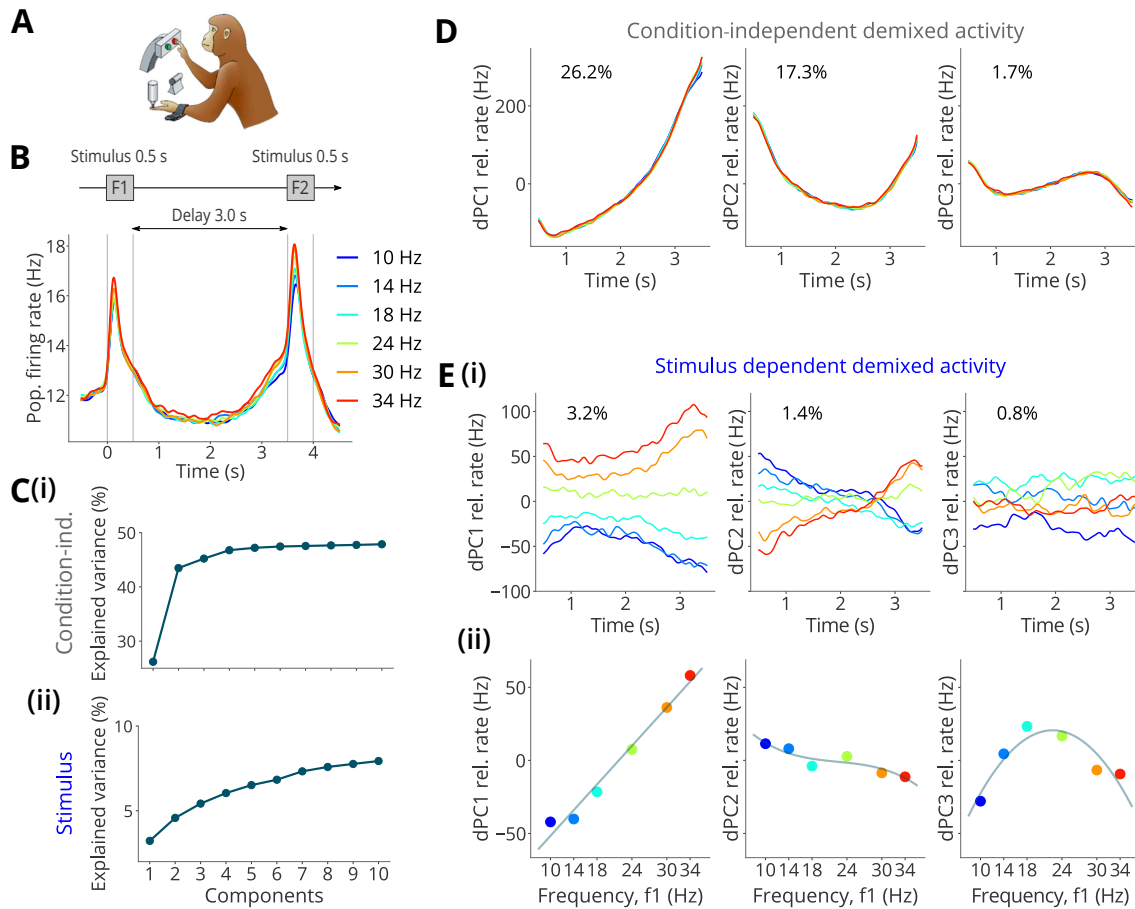 A
B
Stimulus 0.5 s
Stimulus 0.5 s
F1
F2
Delay 3.0 s
Pop. firing rate (Hz)
18
16
14
12
0
1
2
3
4
Time (s)
10 Hz
14 Hz
18 Hz
24 Hz
30 Hz
34 Hz
C(i)
Condition-ind.
Explained variance (%)
50
40
30
(ii)
Stimulus
Explained variance (%)
10
5
1 2 3 4 5 6 7 8 9 10
Components
D
Condition-independent demixed activity
dPC1 rel. rate (Hz)
200
0
26.2%
1 2 3
Time (s)
dPC2 rel. rate (Hz)
17.3%
1 2 3
Time (s)
dPC3 rel. rate (Hz)
1.7%
1 2 3
Time (s)
E (i)
Stimulus dependent demixed activity
dPC1 rel. rate (Hz)
100
50
0
−50
−100
3.2%
1 2 3
Time (s)
dPC2 rel. rate (Hz)
1.4%
1 2 3
Time (s)
dPC3 rel. rate (Hz)
0.8%
1 2 3
Time (s)
(ii)
dPC1 rel. rate (Hz)
50
0
−50
10 14 18 24 30 34
Frequency, f1 (Hz)
dPC2 rel. rate (Hz)
10 14 18 24 30 34
Frequency, f1 (Hz)
dPC3 rel. rate (Hz)
10 14 18 24 30 34
Frequency, f1 (Hz)